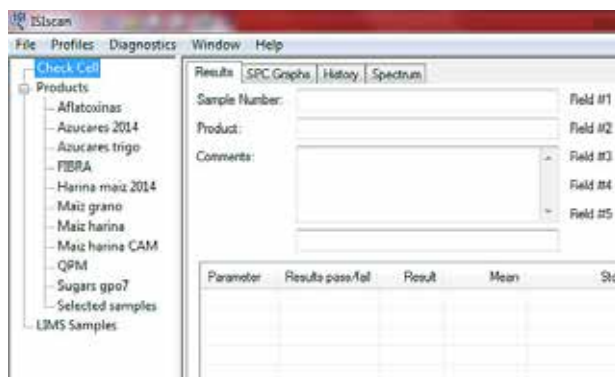 ISIscan
File Profiles Diagnostics Window Help
Check Cell
Products
Aflatoxinas
Azucares 2014
Azucares trigo
FIBRA
Harina maiz 2014
Maiz grano
Maiz harina
Maiz harina CAM
QPM
Sugars gpo7
Selected samples
LIMS Samples
Results SPC Graphs History Spectrum
Sample Number: Field #1
Product: Field #2
Comments: Field #3
Field #4
Field #5
Parameter Results pass/fail Result Mean